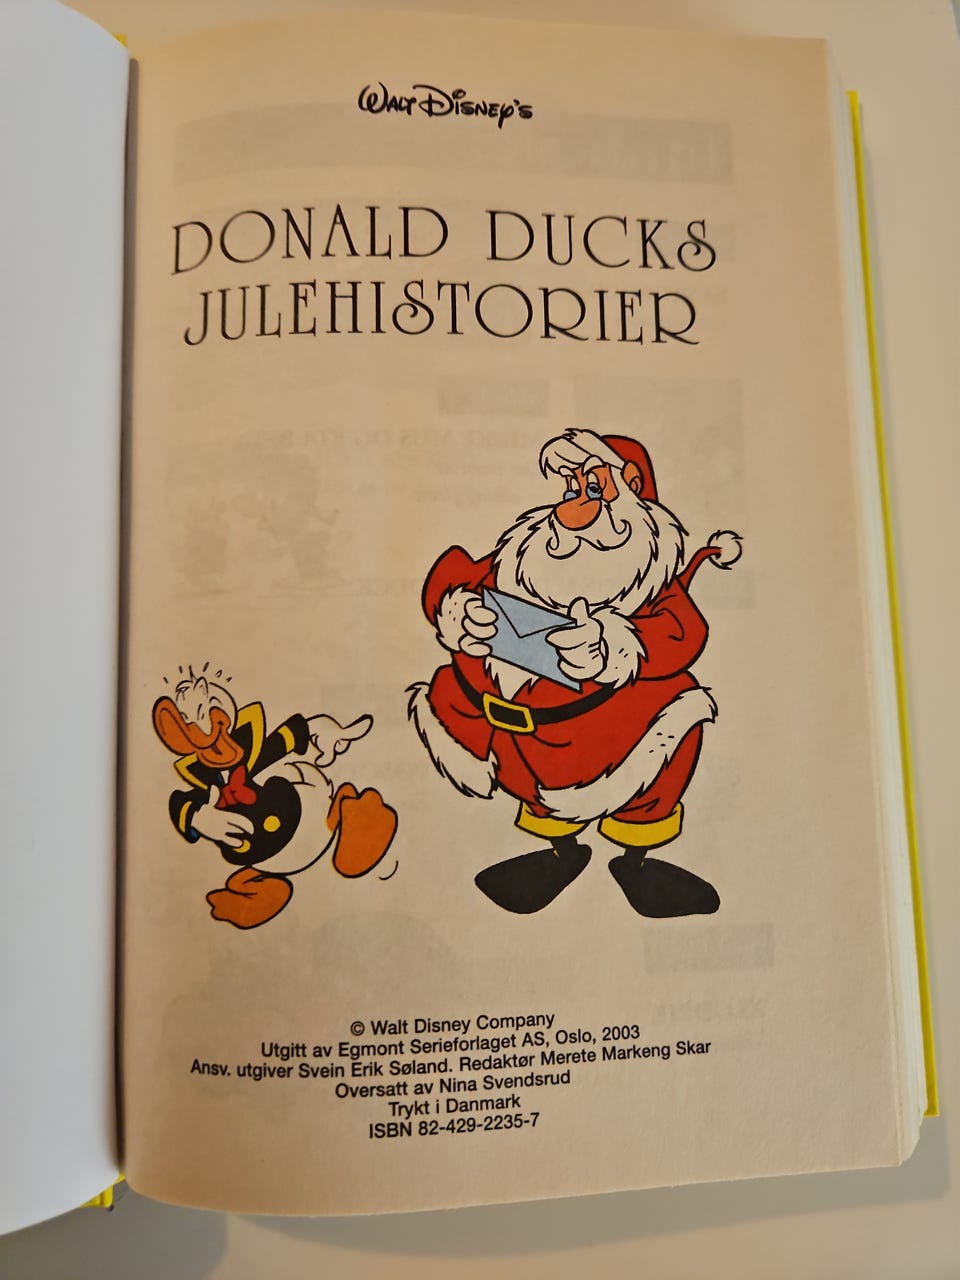 Walt Disney's
DONALD DUCKS
JULEHISTORIER
© Walt Disney Company
Utgitt av Egmont Serieforlaget AS, Oslo, 2003
Ansv. utgiver Svein Erik Søland. Redaktør Merete Markeng Skar
Oversatt av Nina Svendsrud
Trykt i Danmark
ISBN 82-429-2235-7